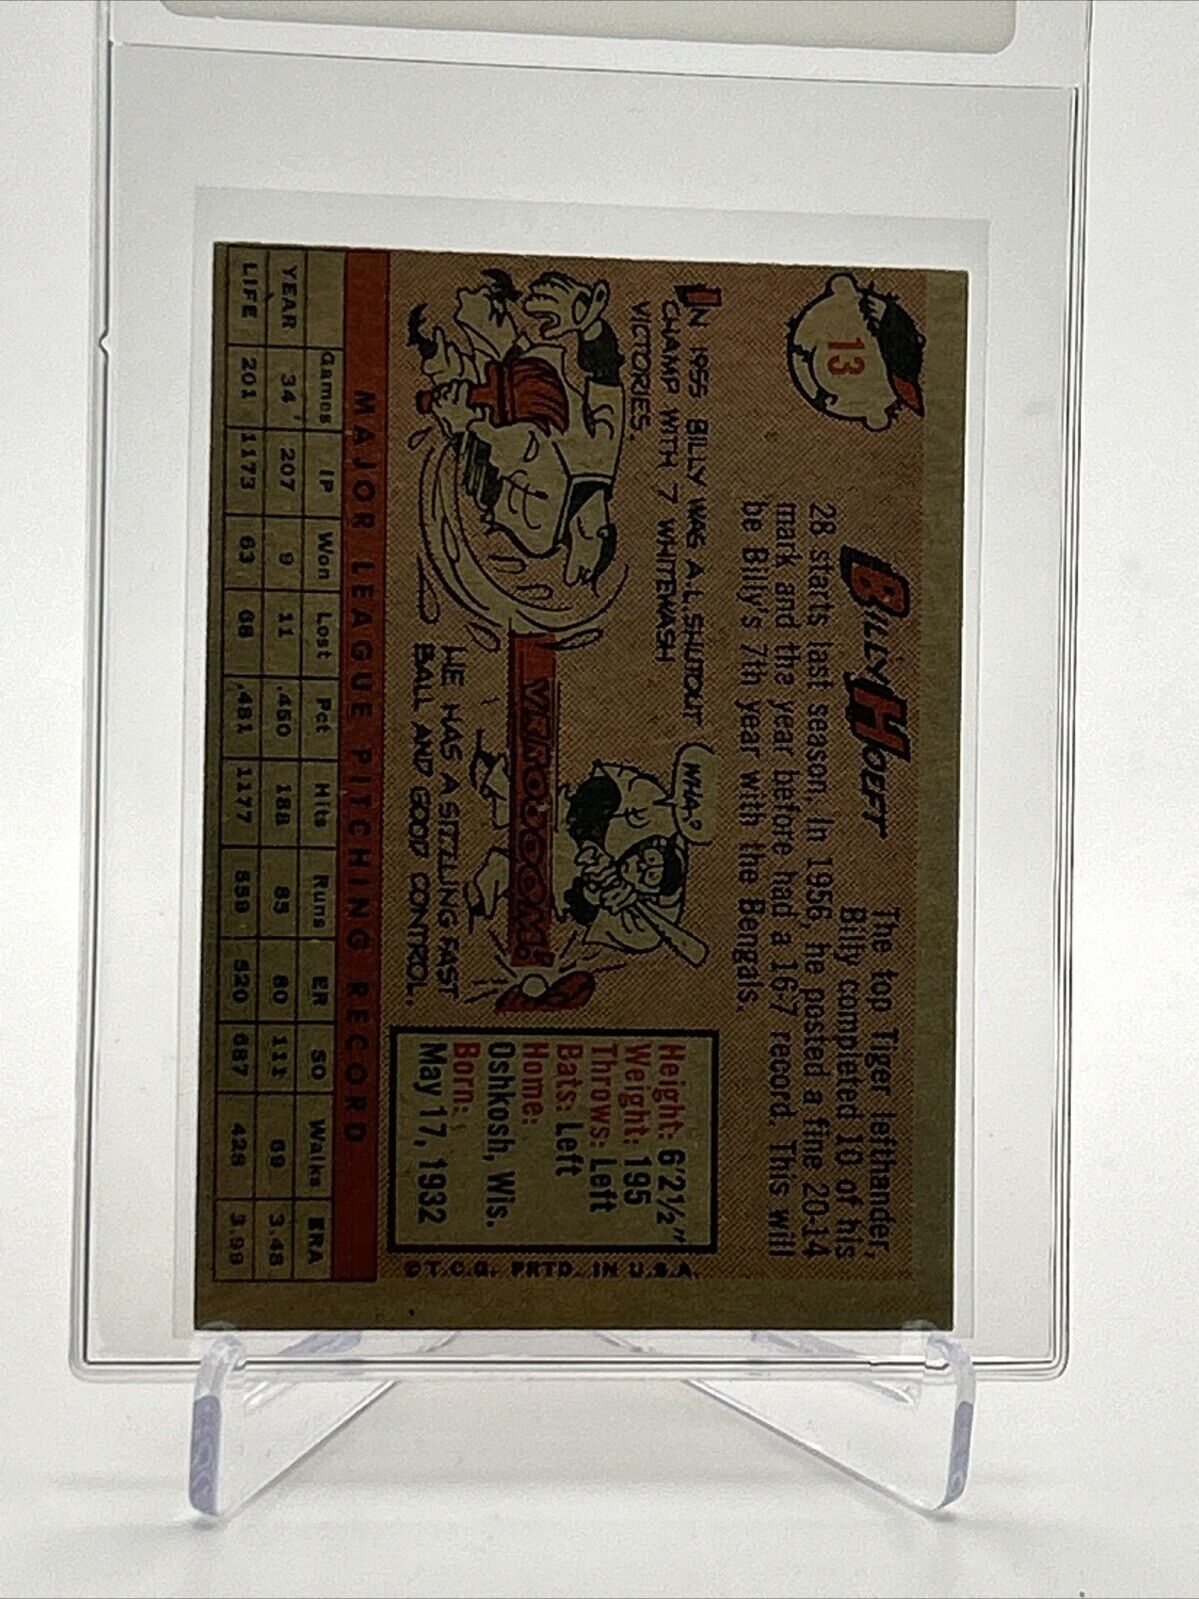 13
BILLY HOEFT
The top Tiger lefthander,
Billy completed 10 of his
28 starts last season. In 1956, he posted a fine 20-14
mark and the year before had a 16-7 record. This will
be Billy's 7th year with the Bengals.
IN 1955 BILLY WAS A.L. SHUTOUT
CHAMP WITH 7 WHITEWASH
VICTORIES.
WHA?
VEROOOOM!
HE HAS A SIZZLING FAST
BALL AND GOOD CONTROL.
Height: 6'2½"
Weight: 195
Throws: Left
Bats: Left
Home:
Oshkosh, Wis.
Born:
May 17, 1932
© T.C.G. PRTD. IN U.S.A.
MAJOR LEAGUE PITCHING RECORD
Games IP Won Lost Pct Hits Runs ER SO Walks ERA
YEAR 34 207 9 11 .450 188 85 80 111 69 3.48
LIFE 201 1173 63 68 .481 1177 559 520 687 428 3.99